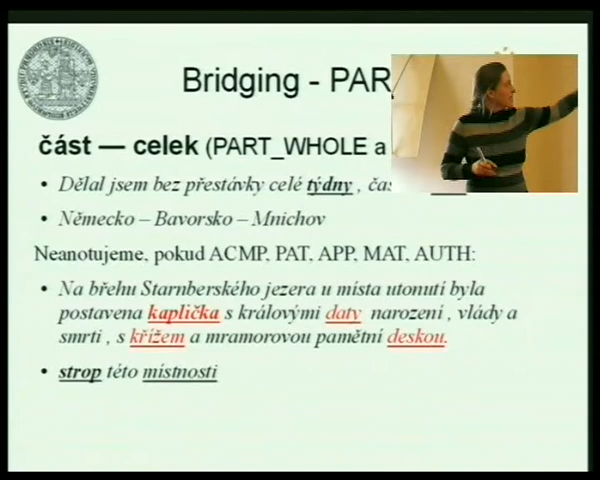 Bridging - PAR
část — celek (PART_WHOLE a
• Dělal jsem bez přestávky celé týdny , čas
• Německo – Bavorsko – Mnichov
Neanotujeme, pokud ACMP, PAT, APP, MAT, AUTH:
• Na břehu Starnberského jezera u místa utonutí byla
postavena kaplička s královými daty narození , vlády a
smrti , s křížem a mramorovou pamětní deskou.
• strop této místnosti